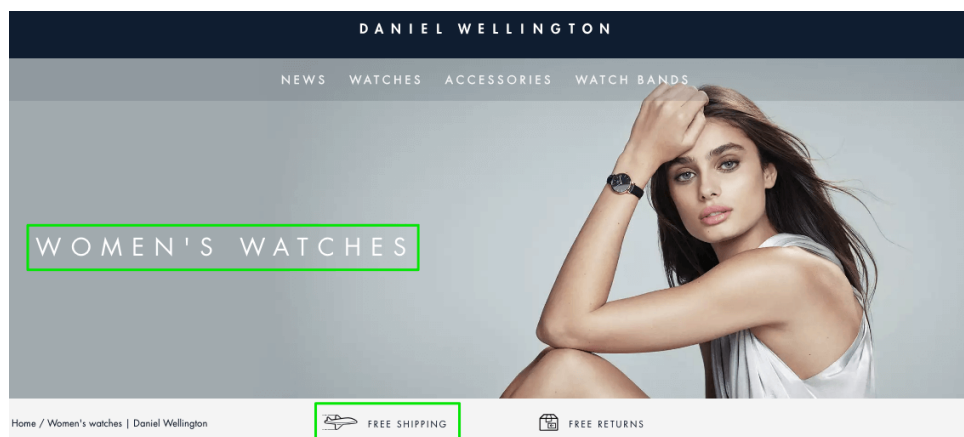 DANIEL WELLINGTON
NEWS WATCHES ACCESSORIES WATCH BANDS
WOMEN'S WATCHES
Home / Women's watches | Daniel Wellington FREE SHIPPING FREE RETURNS